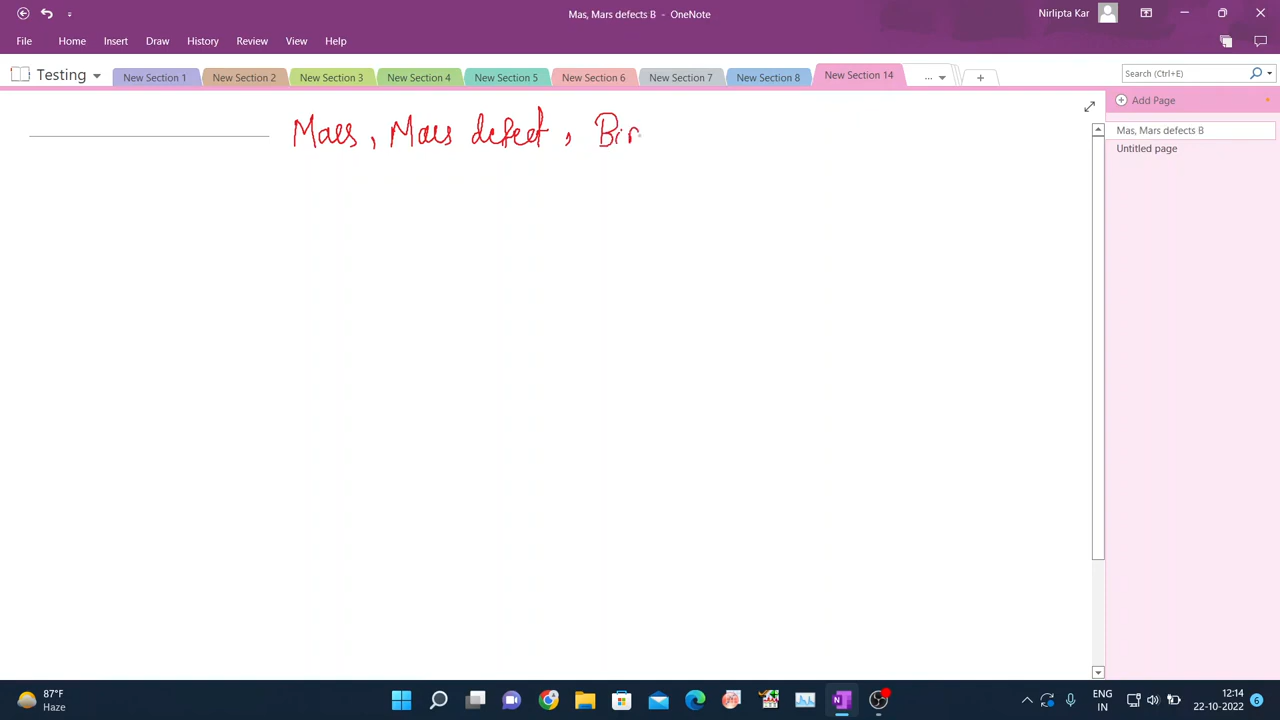 Mas, Mars defects B - OneNote
Nirlipta Kar
File Home Insert Draw History Review View Help
Testing New Section 1 New Section 2 New Section 3 New Section 4 New Section 5 New Section 6 New Section 7 New Section 8 New Section 14 ... Search (Ctrl+E)
Add Page
Mass, Mass defect, Bin
Mas, Mars defects B
Untitled page
87°F
Haze
ENG
IN
12:14
22-10-2022
6